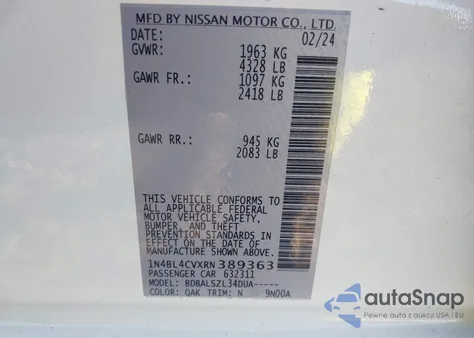 MFD BY NISSAN MOTOR CO., LTD.
DATE: 02/24
GVWR: 1963 KG
4328 LB
GAWR FR.: 1097 KG
2418 LB
GAWR RR.: 945 KG
2083 LB
THIS VEHICLE CONFORMS TO
ALL APPLICABLE FEDERAL
MOTOR VEHICLE SAFETY,
BUMPER, AND THEFT
PREVENTION STANDARDS IN
EFFECT ON THE DATE OF
MANUFACTURE SHOWN ABOVE.
1N4BL4CVXRN389363
PASSENGER CAR 632311
MODEL: BDBALSZL34DUA-----
COLOR: QAK TRIM: N 9N00A
autoSnap
Pewne auta z aukcji z USA i EU